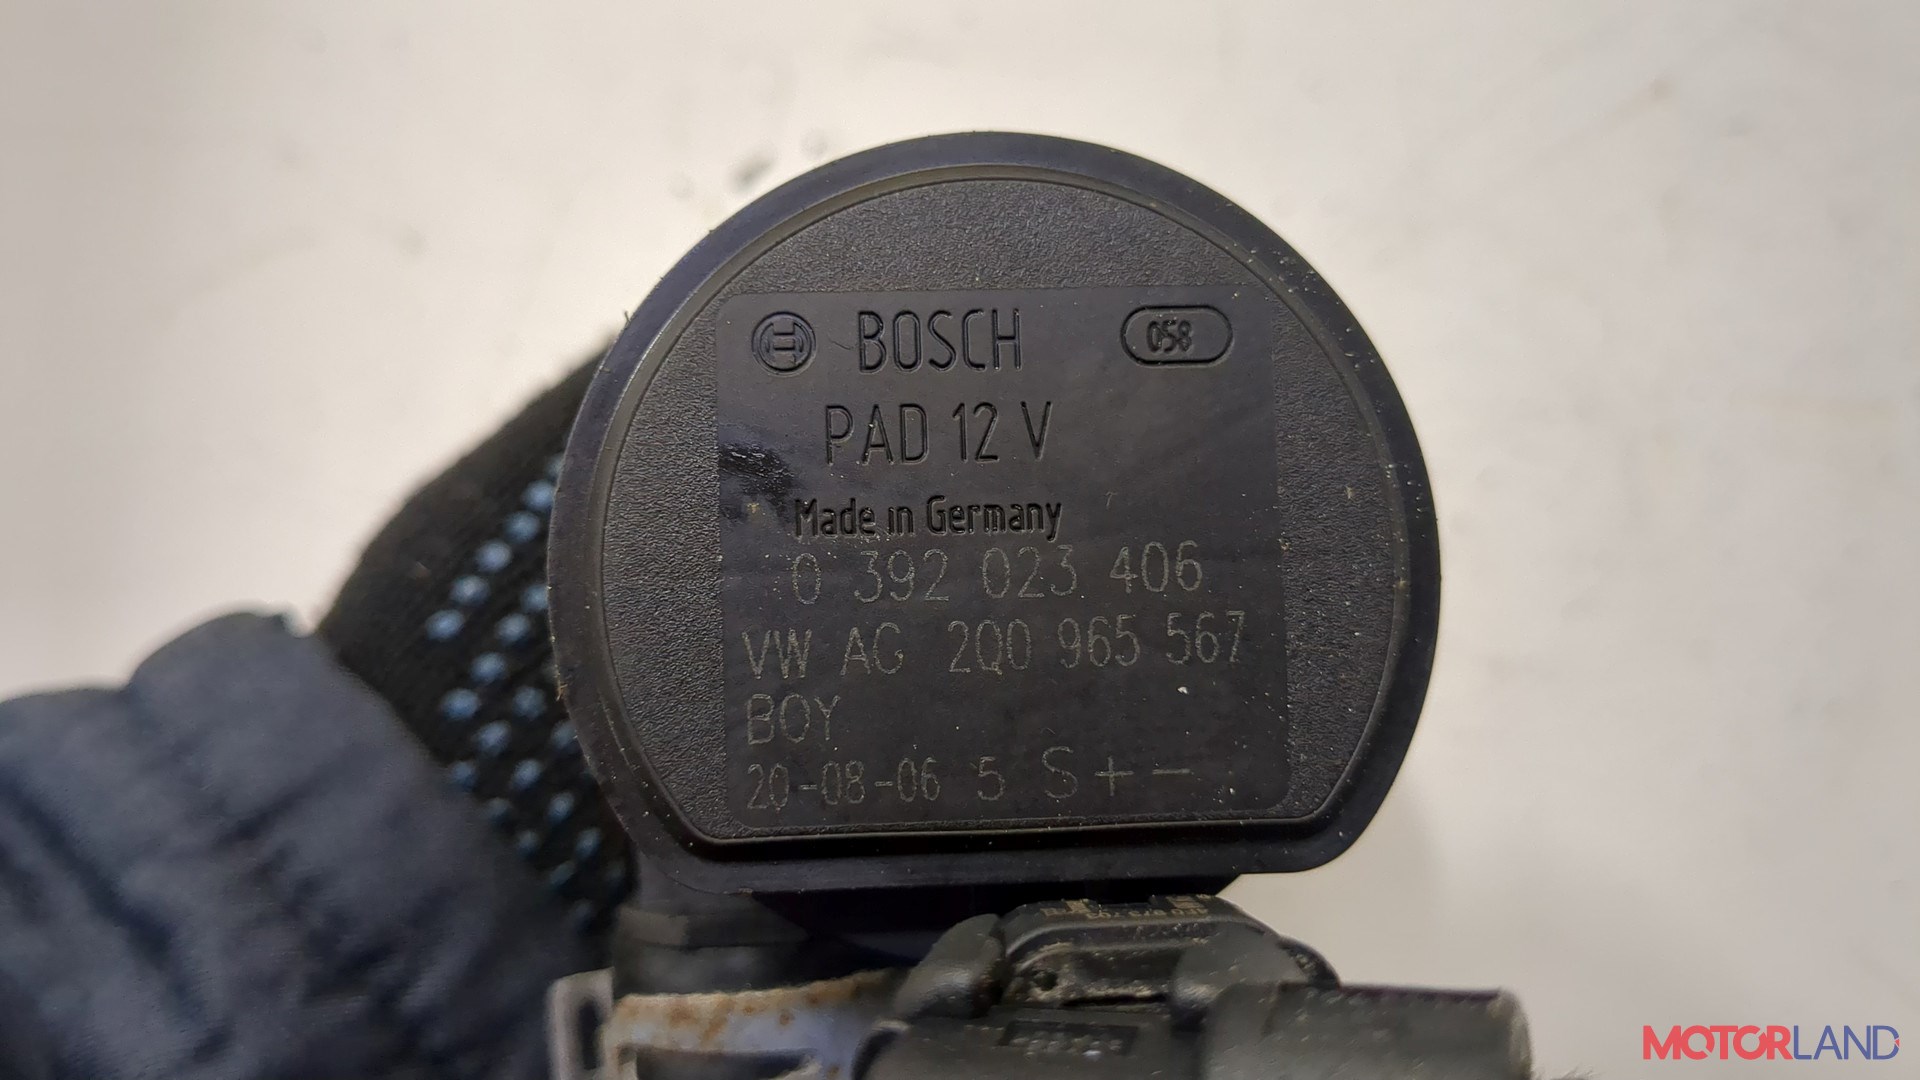 BOSCH 058
PAD 12 V
Made in Germany
0 392 023 406
VW AG 2Q0 965 567
BOY
20-08-06 5 S + -
MOTORLAND